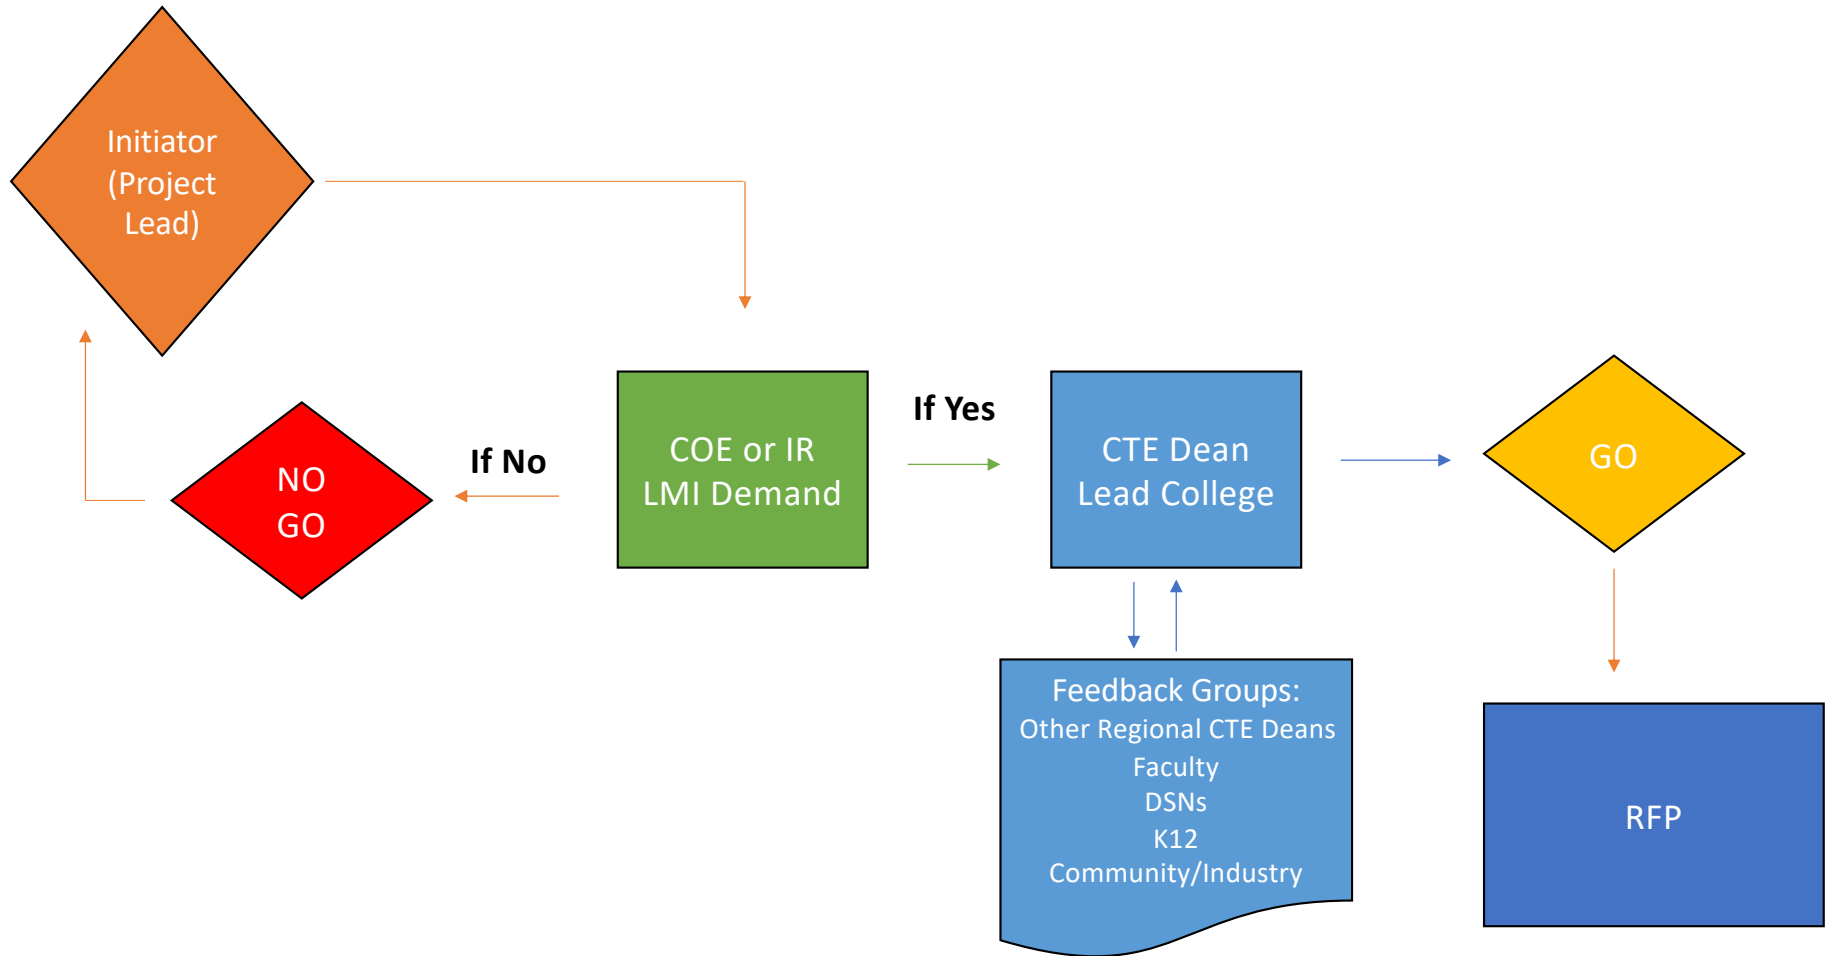 Initiator
(Project
Lead)
NO
GO
If No
COE or IR
LMI Demand
If Yes
CTE Dean
Lead College
GO
Feedback Groups:
Other Regional CTE Deans
Faculty
DSNs
K12
Community/Industry
RFP